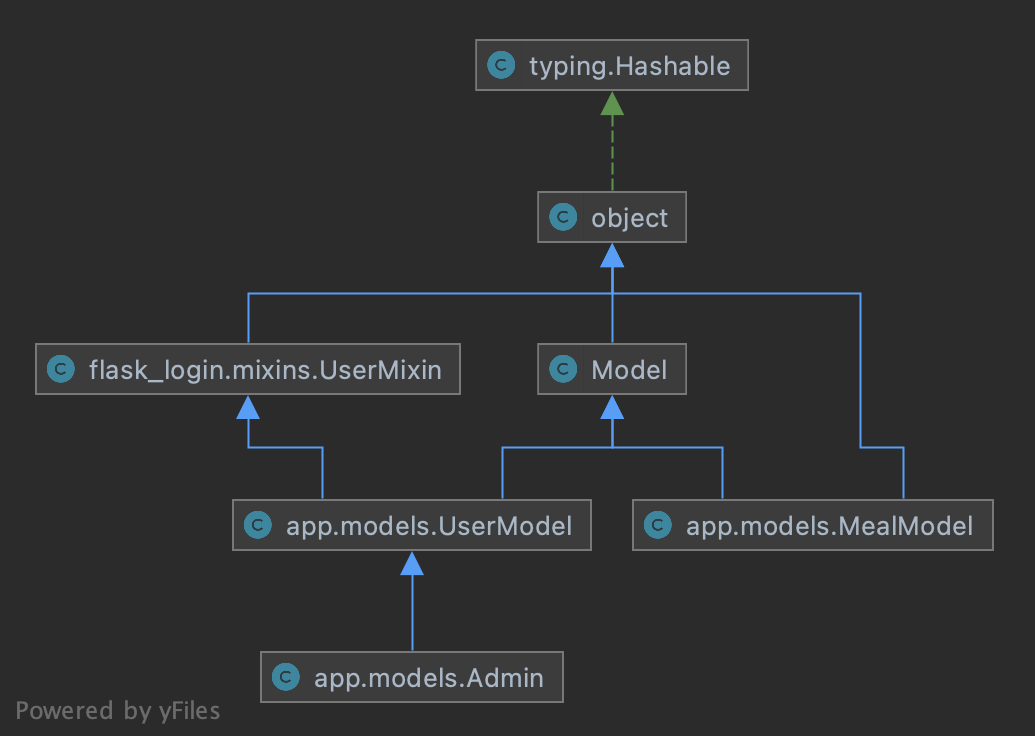 typing.Hashable
object
flask_login.mixins.UserMixin
Model
app.models.UserModel
app.models.MealModel
app.models.Admin
Powered by yFiles